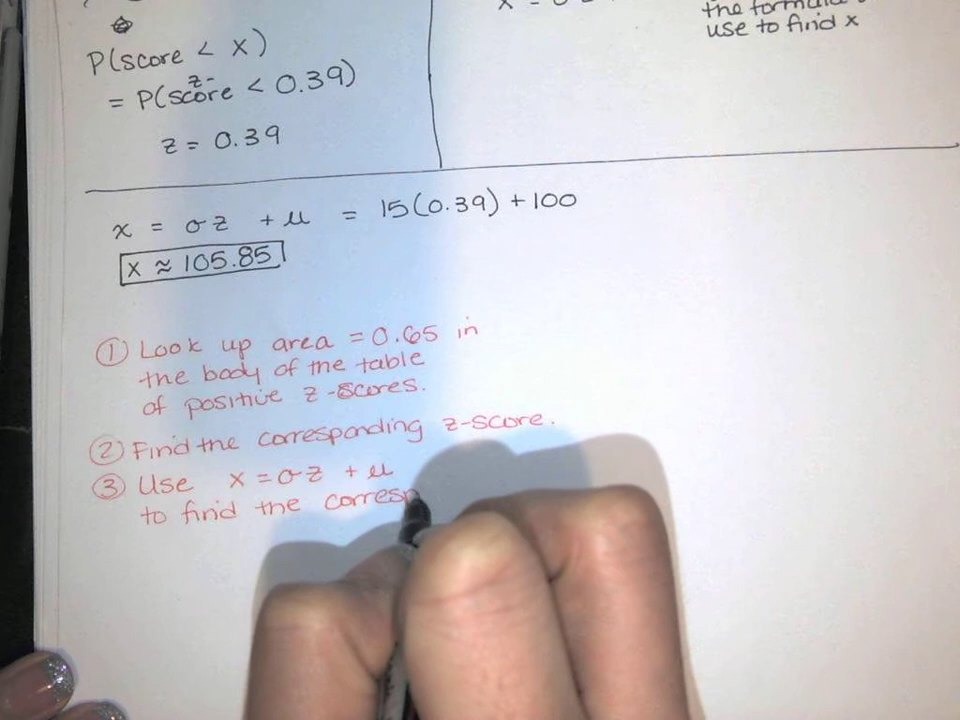 P(score < x)
= P(score < 0.39)
z-
z = 0.39
x =
the formula
use to find x
x = σz + μ = 15(0.39) + 100
x ≈ 105.85
① Look up area = 0.65 in
the body of the table
of positive z-scores.
② Find the corresponding z-score.
③ Use x = σz + μ
to find the corresp